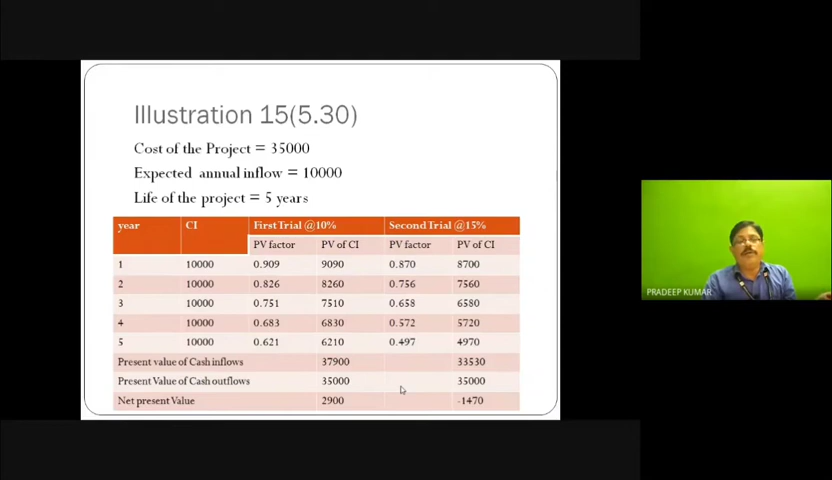 Illustration 15(5.30)
Cost of the Project = 35000
Expected annual inflow = 10000
Life of the project = 5 years
year CI First Trial @10% Second Trial @15%
PV factor PV of CI PV factor PV of CI
1 10000 0.909 9090 0.870 8700
2 10000 0.826 8260 0.756 7560
3 10000 0.751 7510 0.658 6580
4 10000 0.683 6830 0.572 5720
5 10000 0.621 6210 0.497 4970
Present value of Cash inflows 37900 33530
Present Value of Cash outflows 35000 35000
Net present Value 2900 -1470
PRADEEP KUMAR